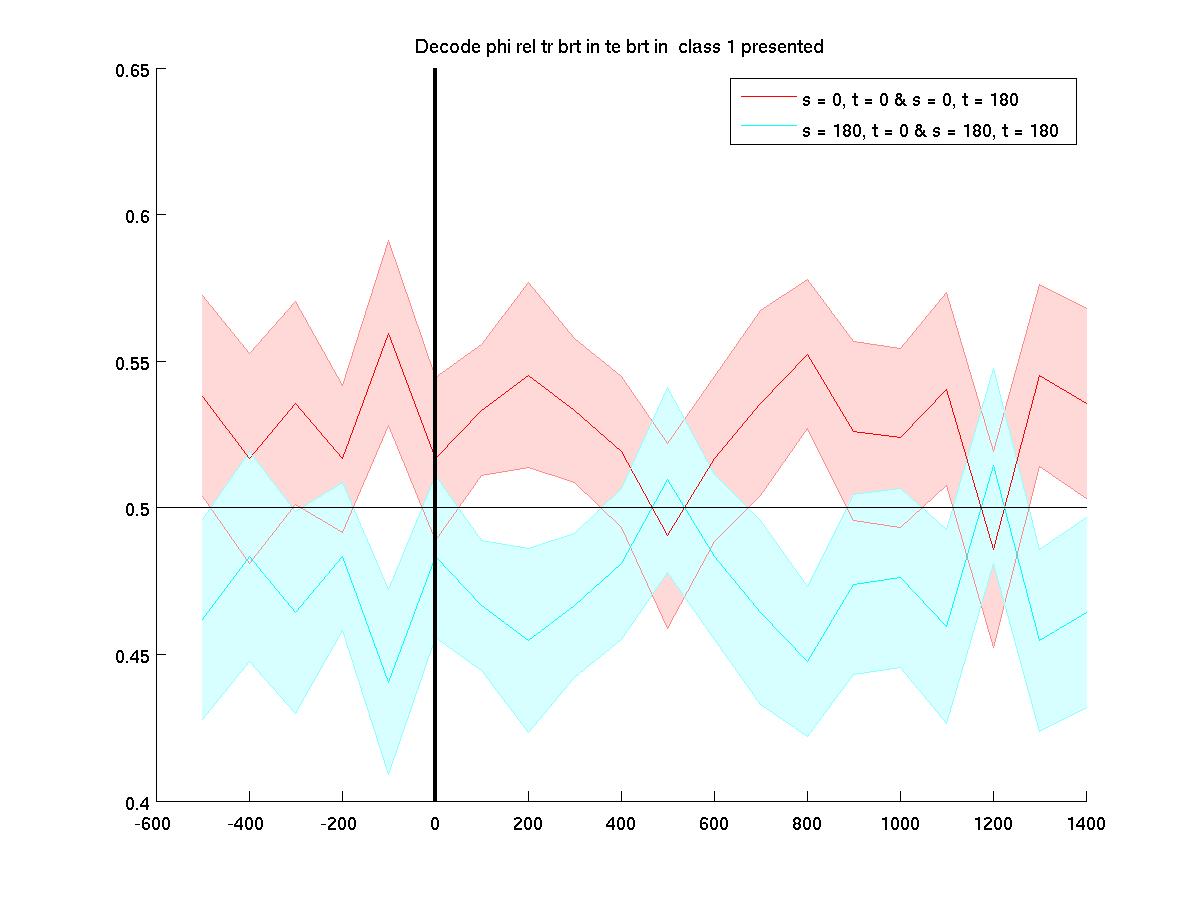 Decode phi rel tr brt in te brt in  class 1 presented
s = 0, t = 0 & s = 0, t = 180
s = 180, t = 0 & s = 180, t = 180
0.65
0.6
0.55
0.5
0.45
0.4
-600 -400 -200 0 200 400 600 800 1000 1200 1400